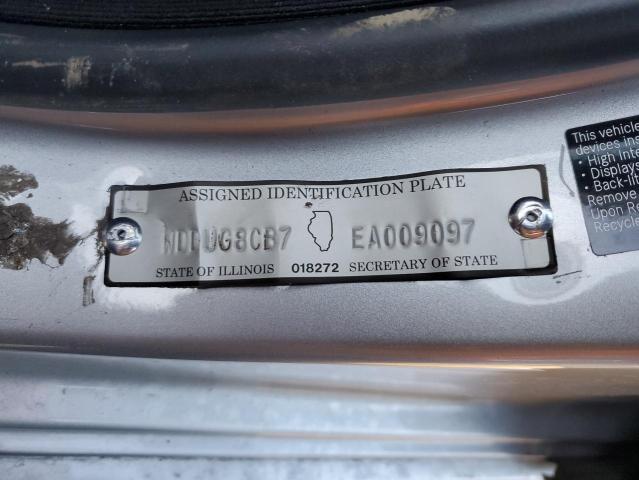 ASSIGNED IDENTIFICATION PLATE
WDDUG8CB7 EA009097
STATE OF ILLINOIS 018272 SECRETARY OF STATE
This vehicle
devices ins
• High Inte
• Displays
• Back-li
Remove
Upon Re
Recycle